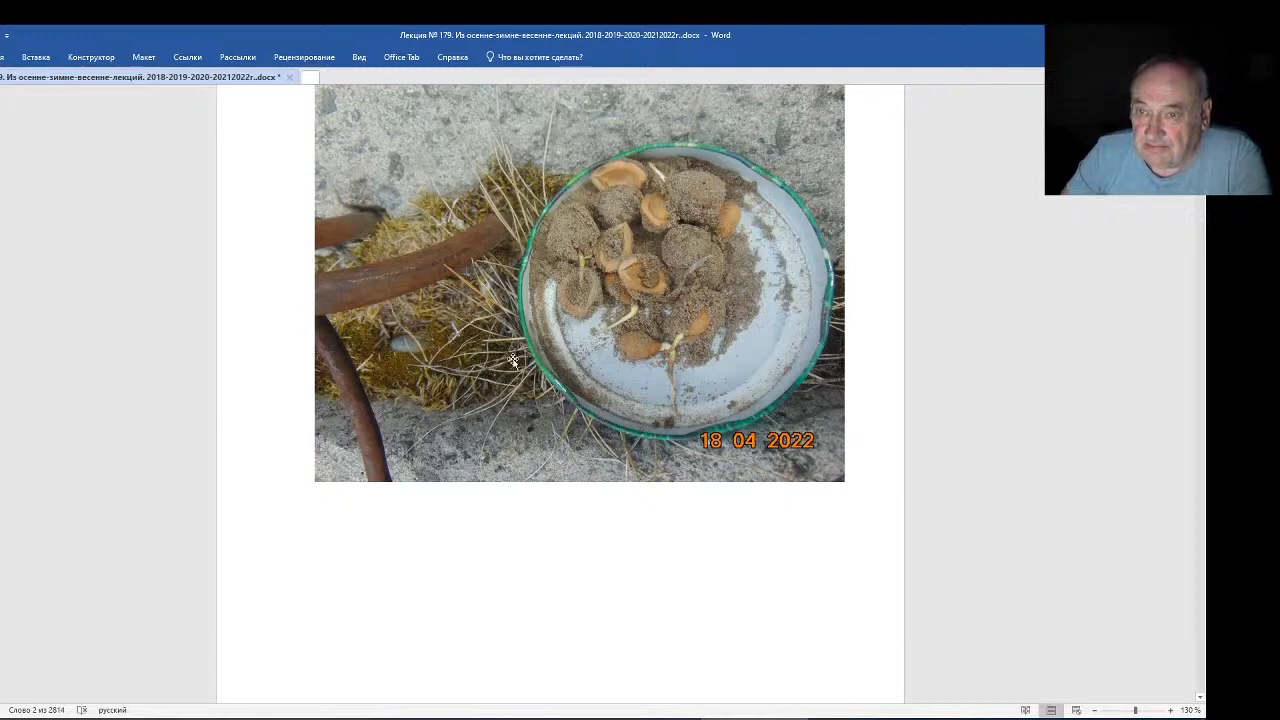 Лекция № 179. Из осенне-зимне-весенне-лекций. 2018-2019-2020-20212022г..docx - Word
я Вставка Конструктор Макет Ссылки Рассылки Рецензирование Вид Office Tab Справка Что вы хотите сделать?
9. Из осенне-зимне-весенне-лекций. 2018-2019-2020-20212022г..docx *
18 04 2022
Слово 2 из 2814 русский 130 %